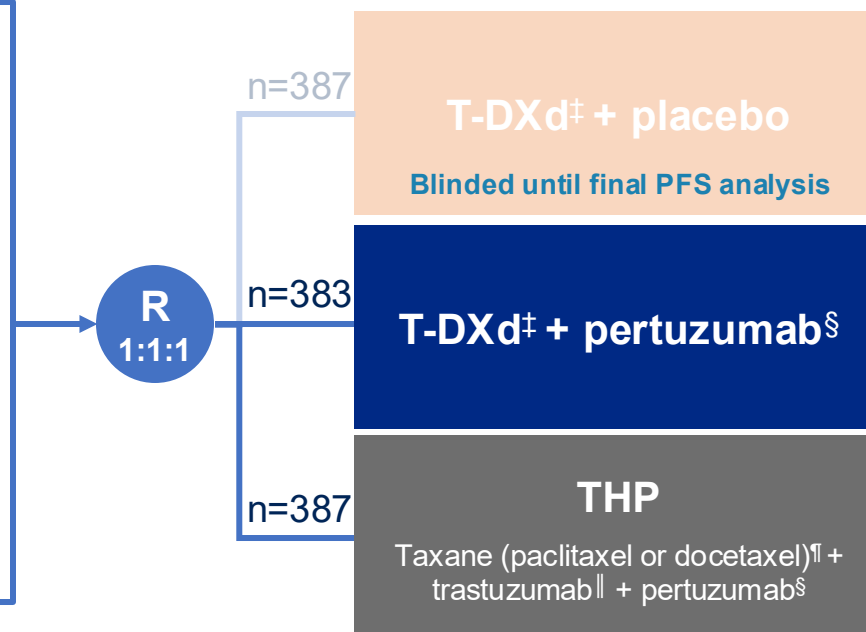 n=387
T-DXd‡ + placebo
Blinded until final PFS analysis
R
1:1:1
n=383
T-DXd‡ + pertuzumab§
n=387
THP
Taxane (paclitaxel or docetaxel)¶ +
trastuzumab‖ + pertuzumab§